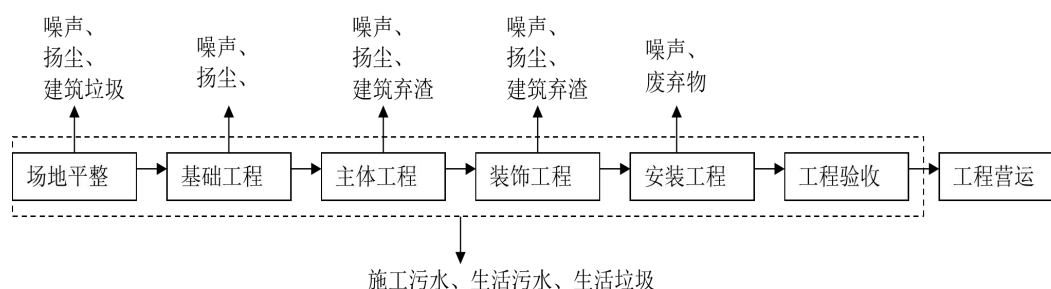 噪声、
扬尘、
建筑垃圾
噪声、
扬尘、
噪声、
扬尘、
建筑弃渣
噪声、
扬尘、
建筑弃渣
噪声、
废弃物
场地平整
基础工程
主体工程
装饰工程
安装工程
工程验收
工程营运
施工污水、生活污水、生活垃圾